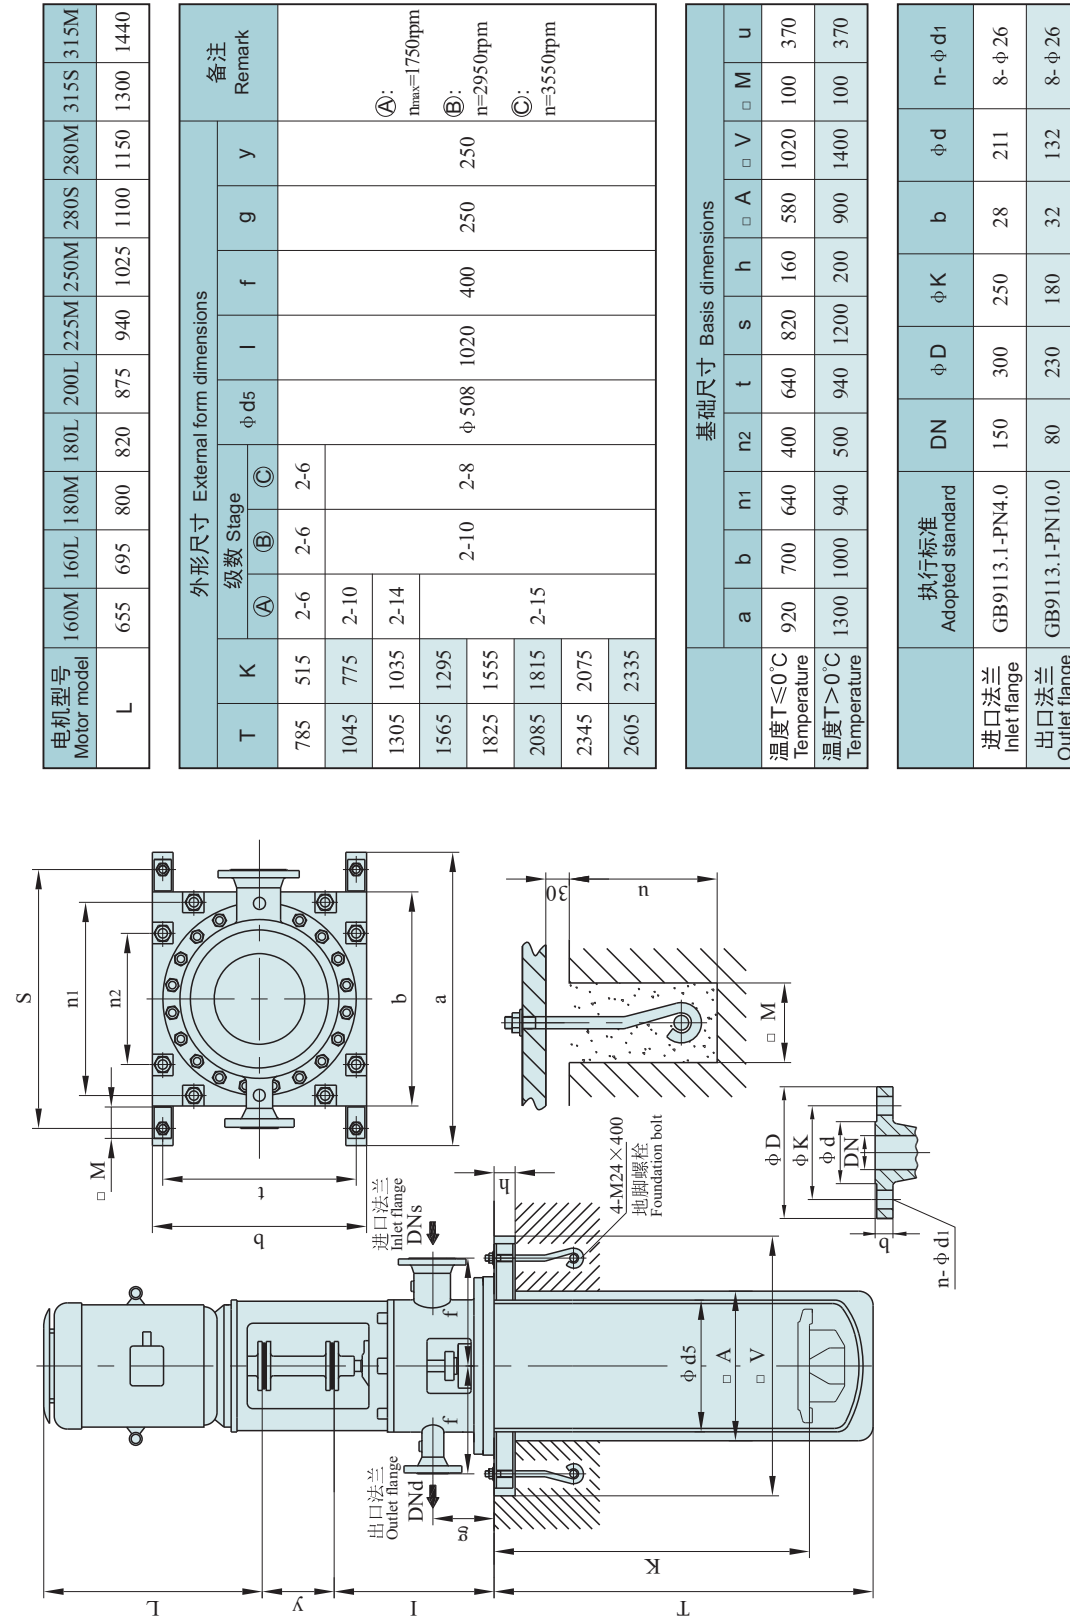 电机型号 160M 160L 180M 180L 200L 225M 250M 280S 280M 315S 315M
Motor model
L 655 695 800 820 875 940 1025 1100 1150 1300 1440
外形尺寸 External form dimensions 备注
Remark
T K 级数 Stage φd5 l f g y
Ⓐ Ⓑ Ⓒ
785 515 2-6 2-6 2-6
1045 775 2-10
1305 1035 2-14
1565 1295
1825 1555 2-15 2-10 2-8 φ508 1020 400 250 250
2085 1815
2345 2075
2605 2335
Ⓐ:
nmax=1750rpm
Ⓑ:
n=2950rpm
Ⓒ:
n=3550rpm
基础尺寸 Basis dimensions
a b n1 n2 t s h □ A □ V □ M u
温度T≤0℃ 920 700 640 400 640 820 160 580 1020 100 370
Temperature
温度T>0℃ 1300 1000 940 500 940 1200 200 900 1400 100 370
Temperature
执行标准 DN φD φK b φd n-φd1
Adopted standard
进口法兰 GB9113.1-PN4.0 150 300 250 28 211 8-φ26
Inlet flange
出口法兰 GB9113.1-PN10.0 80 230 180 32 132 8-φ26
Outlet flange
S
n1
n2
□ M
t
b
b
a
30
u
□ M
进口法兰
Inlet flange
DNs
出口法兰
Outlet flange
DNd
h
4-M24×400
地脚螺栓
Foundation bolt
f
f
g
L
y
I
T
K
φd5
□ A
□ V
φD
φK
φd
DN
b
n-φd1